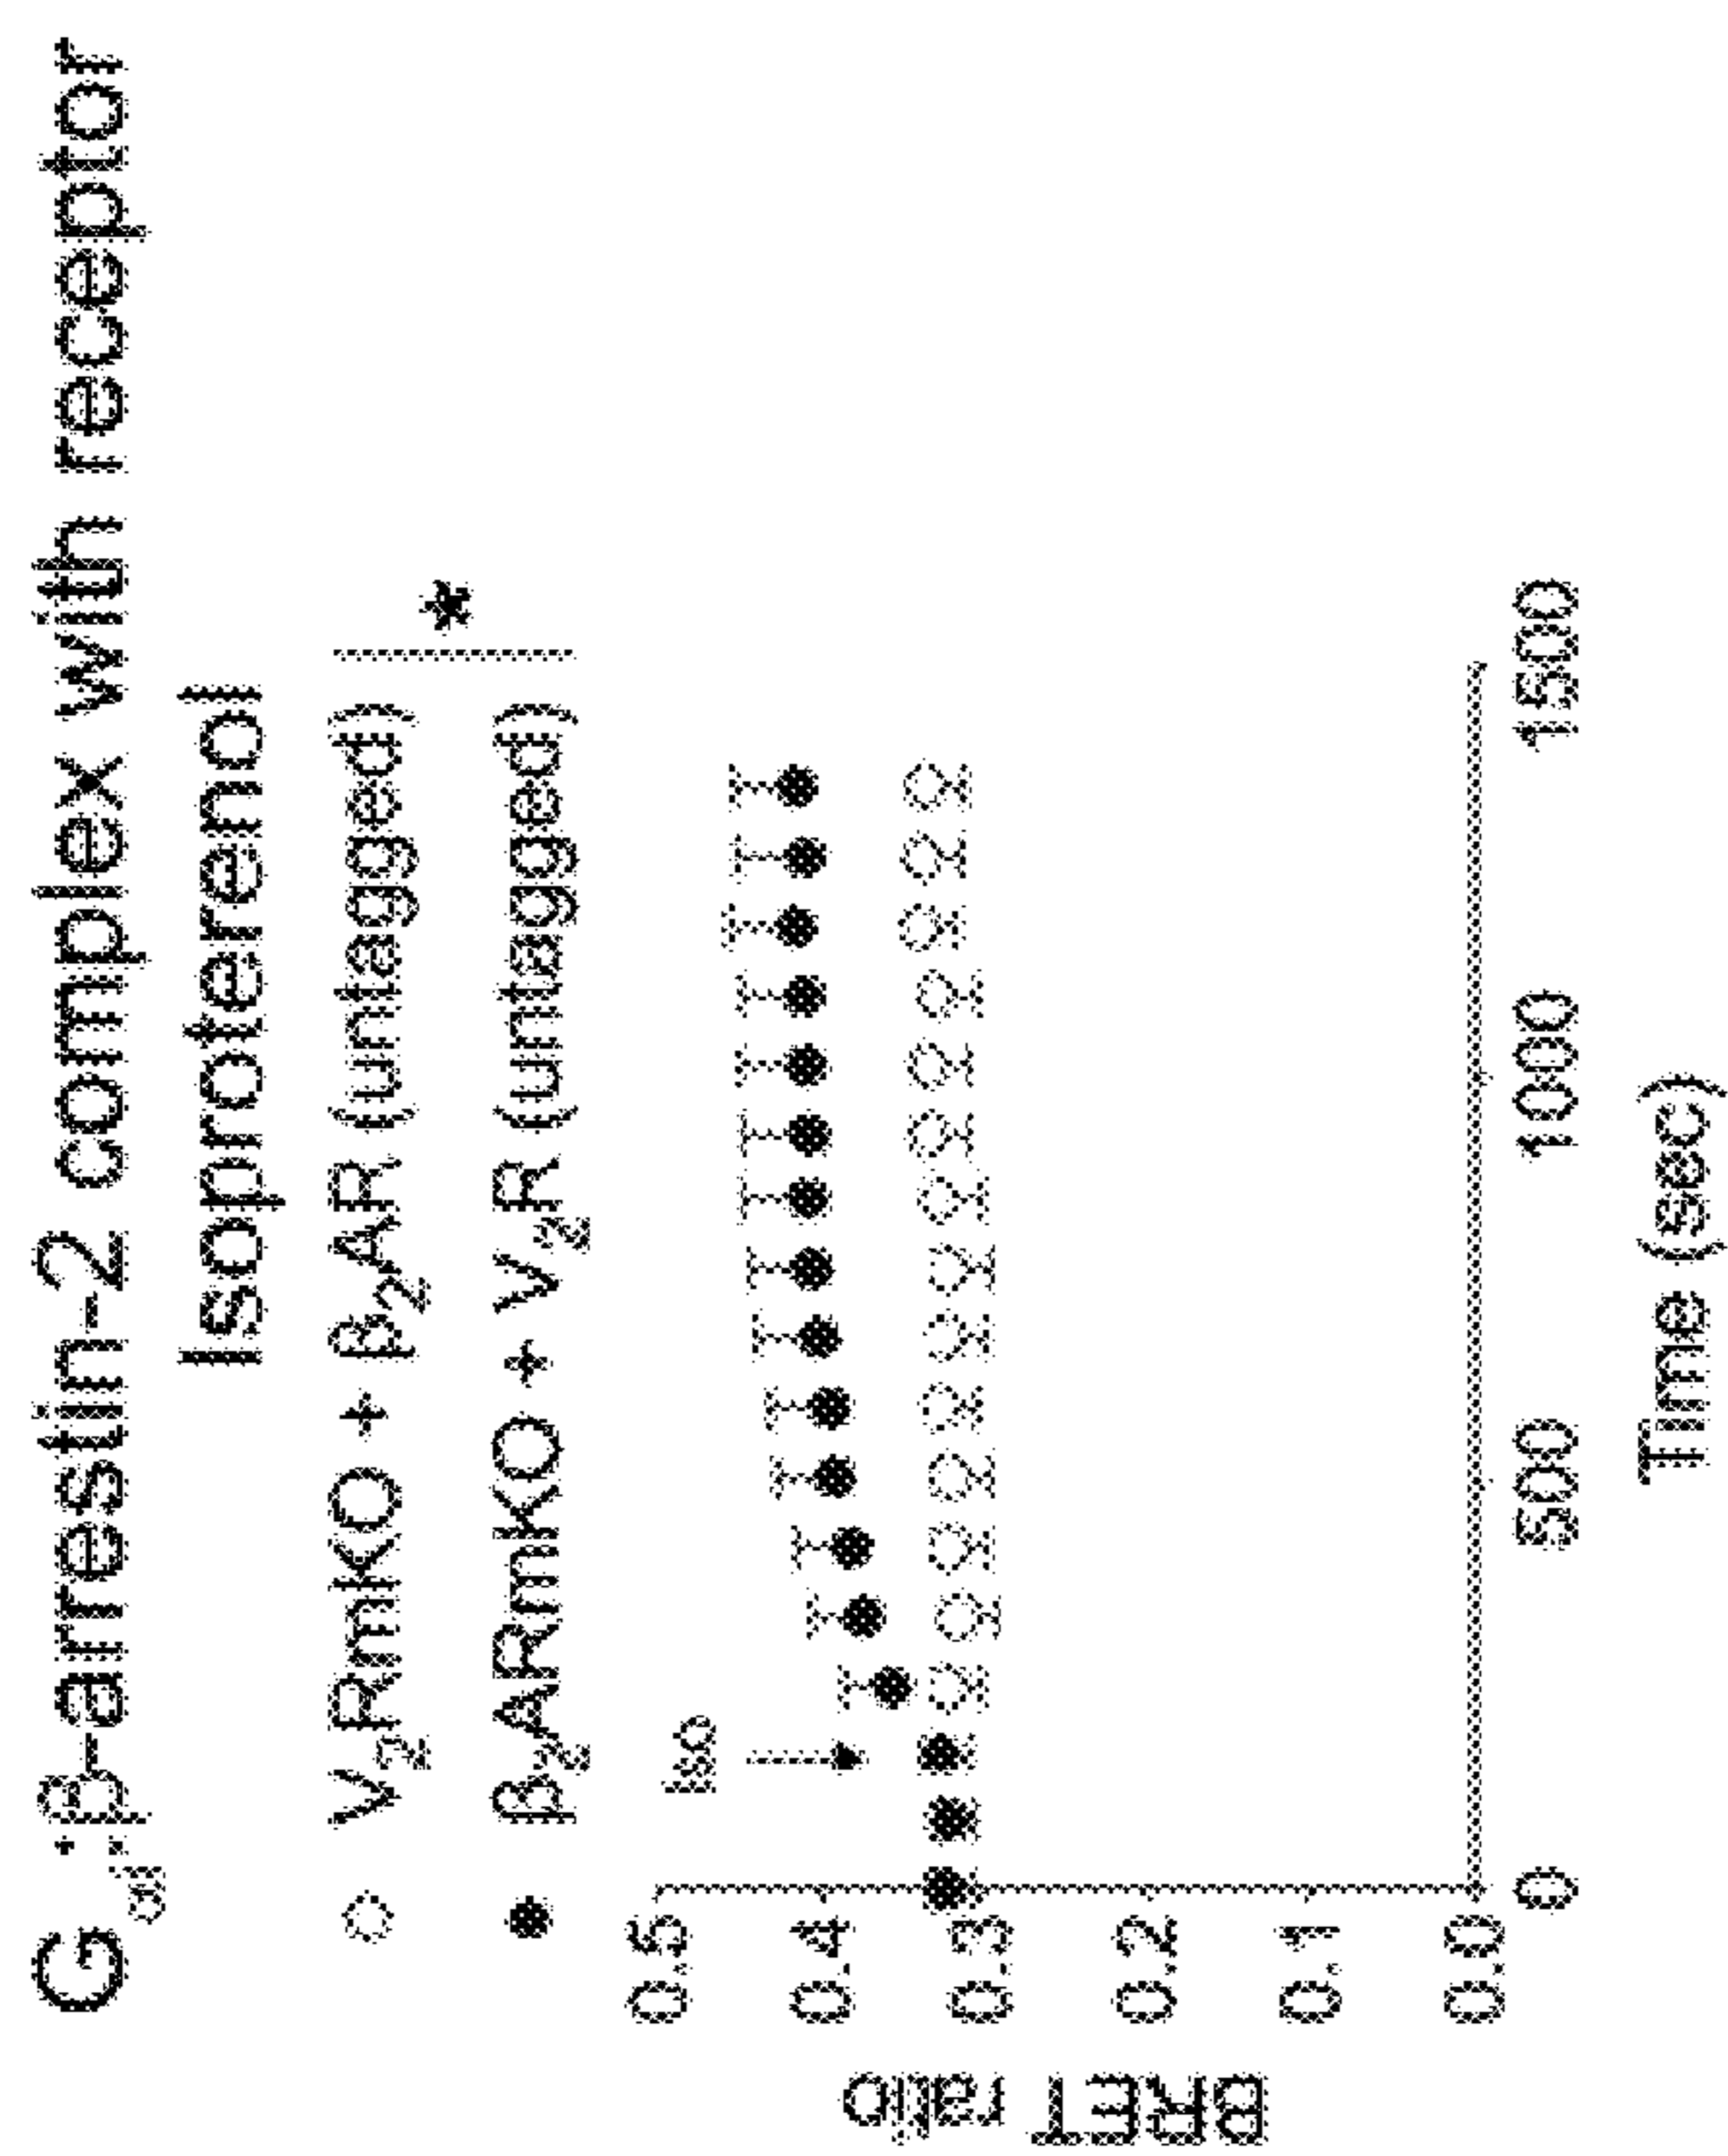 Gαi:β-arrestin-2 complex with receptor
Isoproterenol
V2RmKO + β2AR (untagged)
β2ARmKO + V2R (untagged)
*
Iso
0.5
0.4
0.3
0.2
0.1
0.0
BRET ratio
0 500 1000 1500
Time (sec)